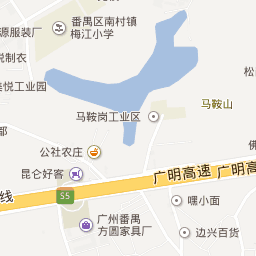 番禺区南村镇
梅江小学
源服装厂
悦制衣
悦工业园
松
马鞍山
马鞍岗工业区
都
公社农庄
佛
昆仑好客
广明高速
广明高
S5
线
嘿小面
广州番禺
方圆家具厂
边兴百货